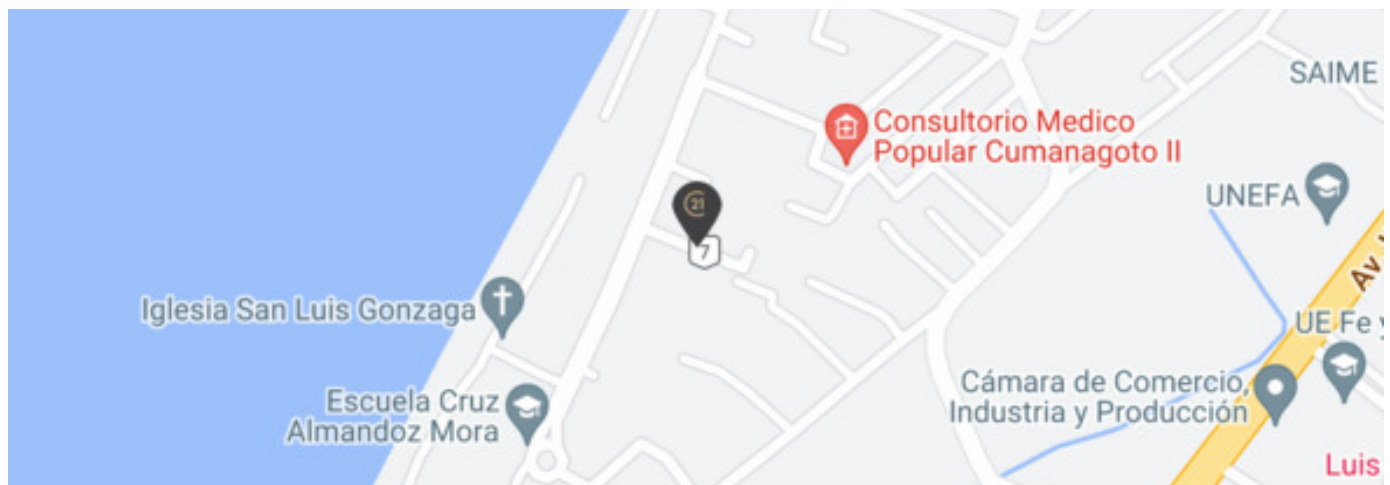 SAIME
Consultorio Medico
Popular Cumanagoto II
UNEFA
21
7
Av.
Iglesia San Luis Gonzaga
UE Fe y
Escuela Cruz
Almandoz Mora
Cámara de Comercio,
Industria y Producción
Luis